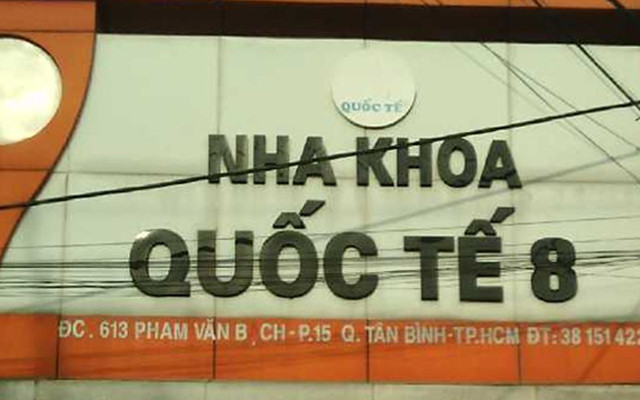 QUỐC TẾ
NHA KHOA
QUỐC TẾ 8
ĐC. 613 PHAM VĂN B , CH - P.15 Q. TÂN BÌNH-TP.HCM ĐT: 38 151 422